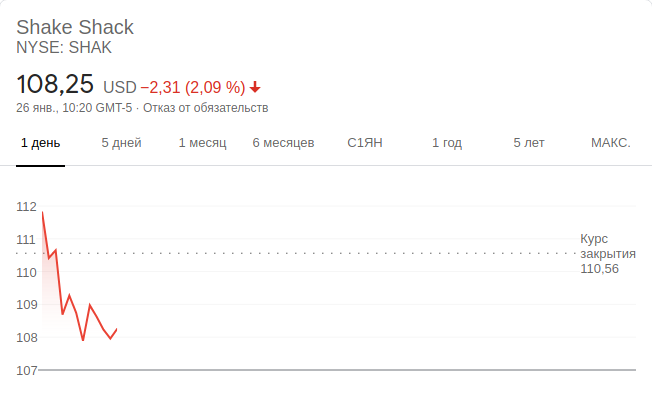 Shake Shack
NYSE: SHAK
108,25 USD −2,31 (2,09 %)
26 янв., 10:20 GMT-5 · Отказ от обязательств
1 день 5 дней 1 месяц 6 месяцев С1ЯН 1 год 5 лет МАКС.
112
111
110
109
108
107
Курс
закрытия
110,56